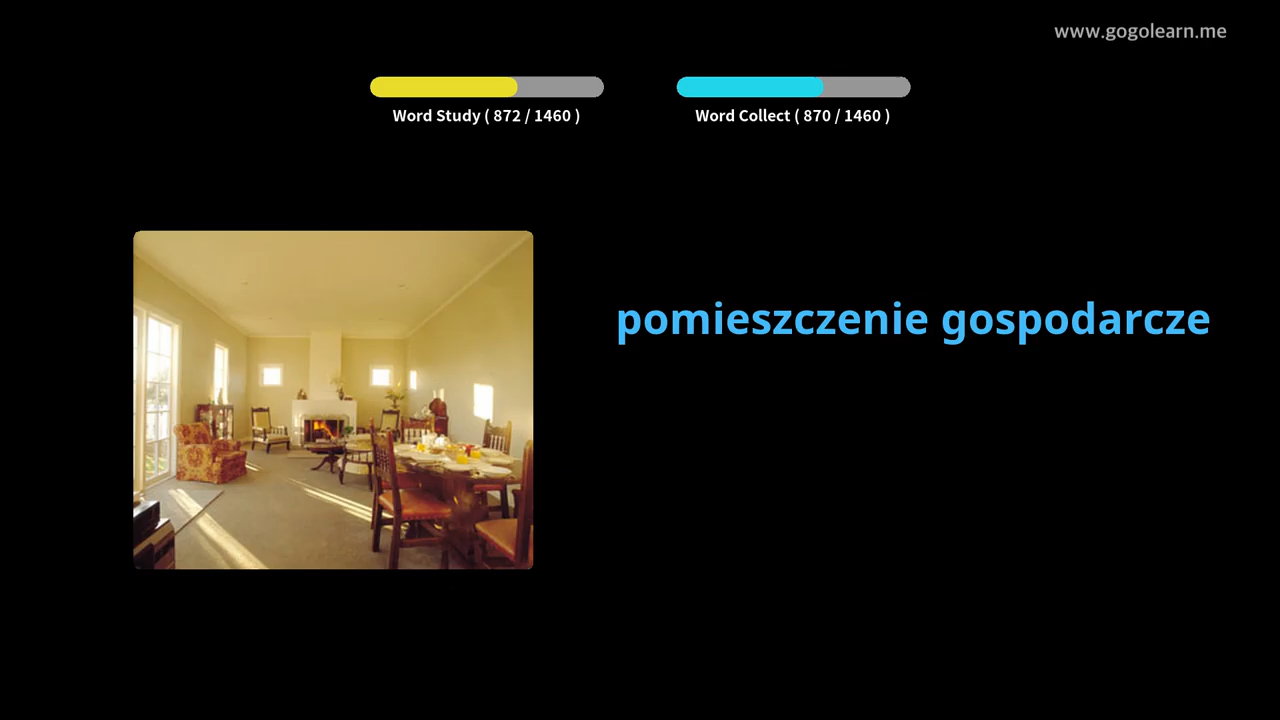 www.gogolearn.me
Word Study ( 872 / 1460 )
Word Collect ( 870 / 1460 )
pomieszczenie gospodarcze